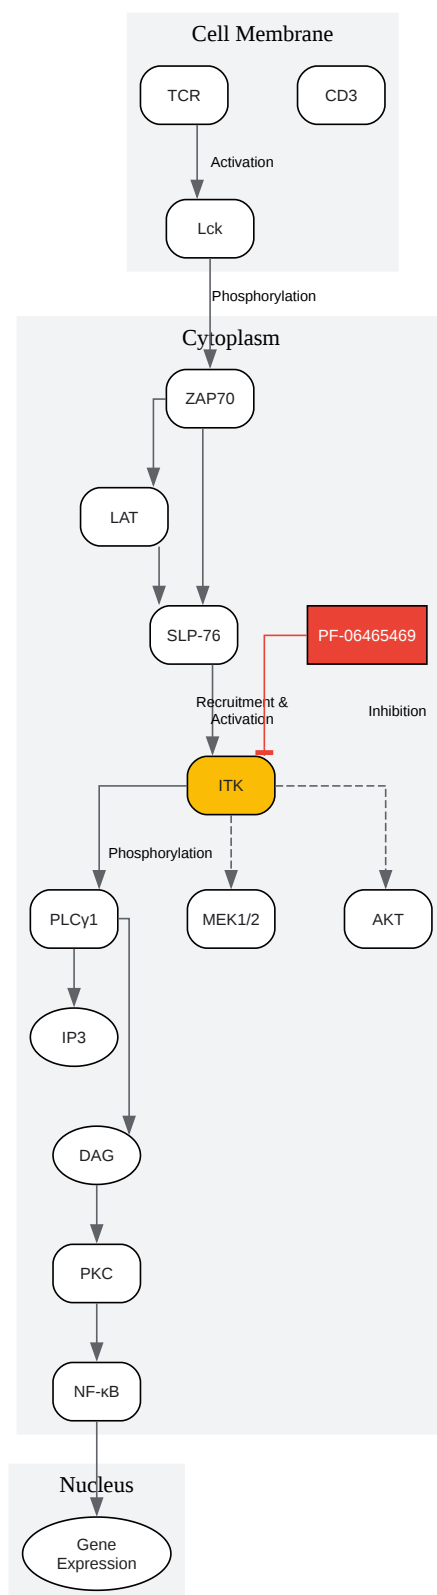 Cell Membrane
TCR
CD3
Activation
Lck
Phosphorylation
Cytoplasm
ZAP70
LAT
SLP-76
PF-06465469
Recruitment &
Activation
Inhibition
ITK
Phosphorylation
PLCγ1
MEK1/2
AKT
IP3
DAG
PKC
NF-κB
Nucleus
Gene
Expression